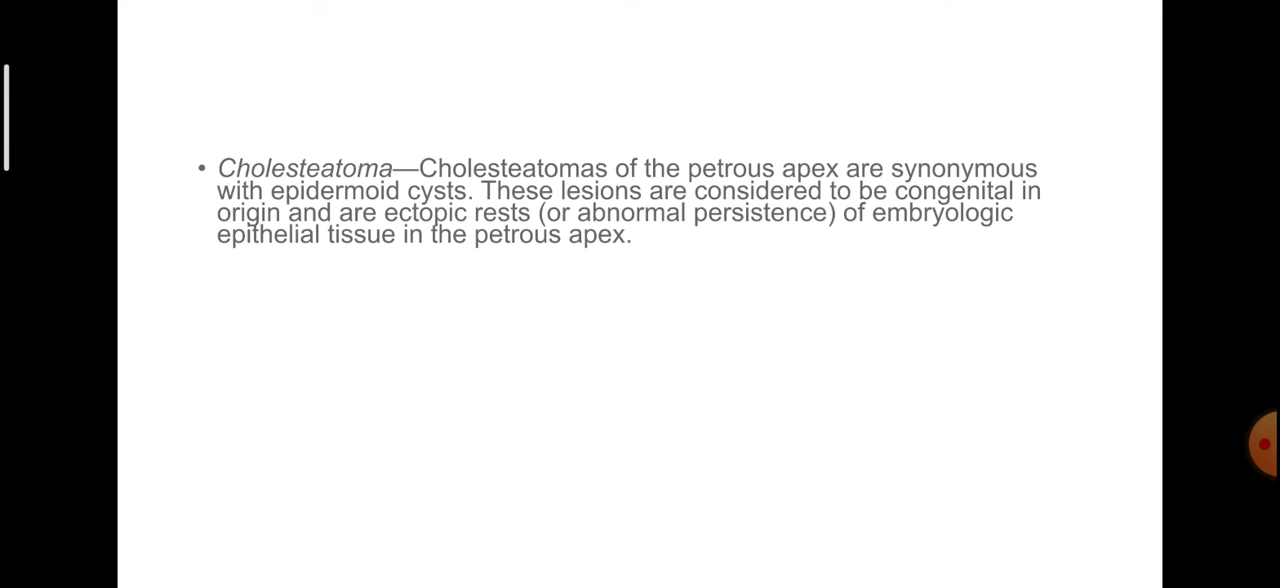 • Cholesteatoma—Cholesteatomas of the petrous apex are synonymous
with epidermoid cysts. These lesions are considered to be congenital in
origin and are ectopic rests (or abnormal persistence) of embryologic
epithelial tissue in the petrous apex.